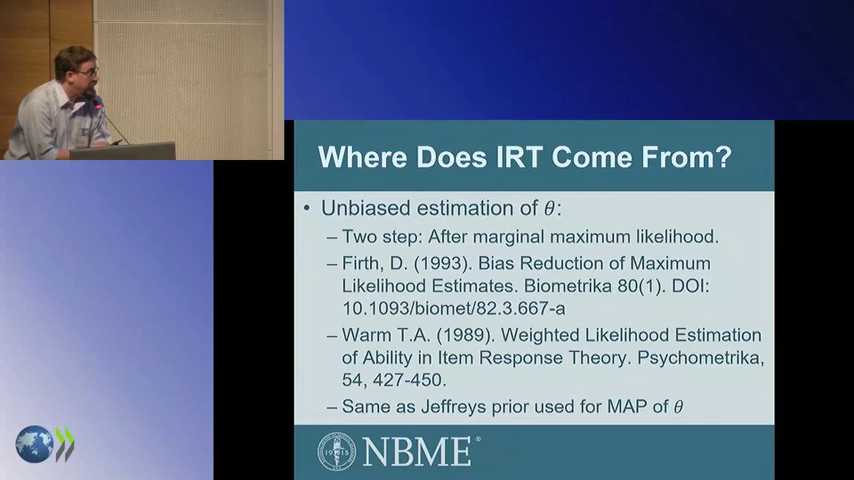 Where Does IRT Come From?
• Unbiased estimation of θ:
– Two step: After marginal maximum likelihood.
– Firth, D. (1993). Bias Reduction of Maximum
Likelihood Estimates. Biometrika 80(1). DOI:
10.1093/biomet/82.3.667-a
– Warm T.A. (1989). Weighted Likelihood Estimation
of Ability in Item Response Theory. Psychometrika,
54, 427-450.
– Same as Jeffreys prior used for MAP of θ
NBME®